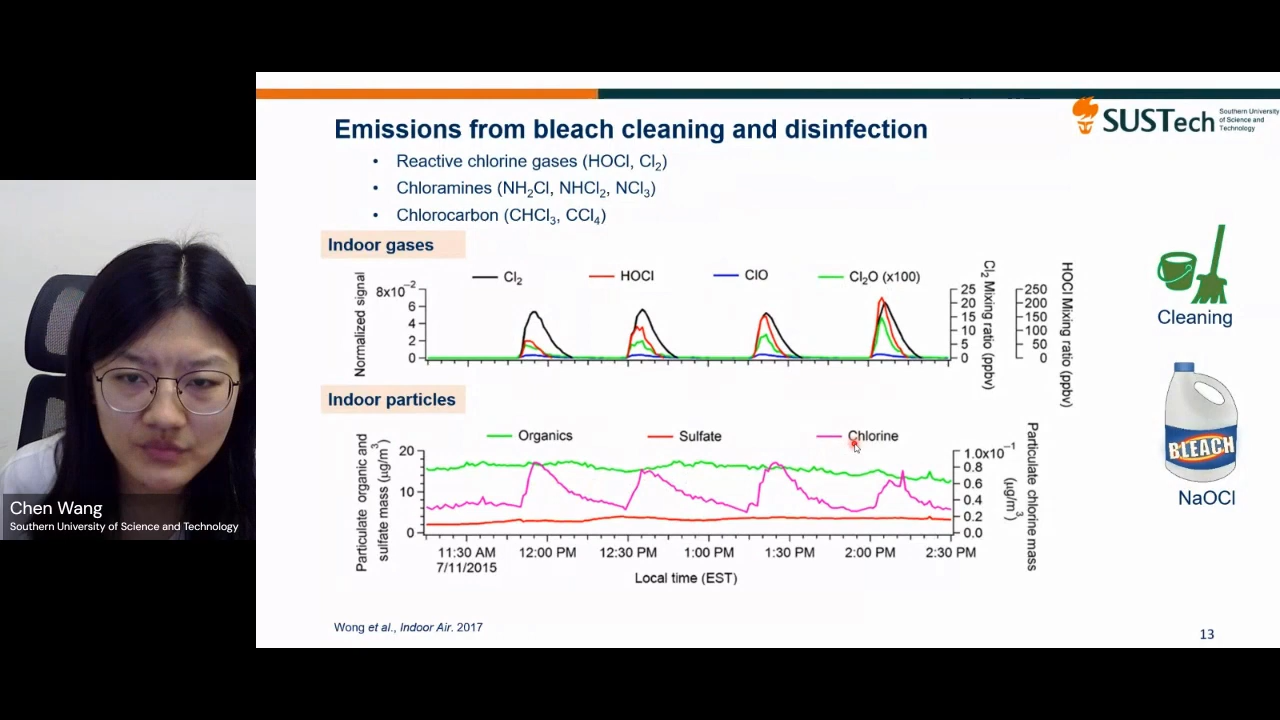 SUSTech
Southern University
of Science and
Technology
Emissions from bleach cleaning and disinfection
• Reactive chlorine gases (HOCl, Cl₂)
• Chloramines (NH₂Cl, NHCl₂, NCl₃)
• Chlorocarbon (CHCl₃, CCl₄)
Indoor gases
Cl₂ HOCl ClO Cl₂O (x100)
Normalized signal
8x10⁻²
6
4
2
0
25
20
15
10
5
0
Cl₂ Mixing ratio (ppbv)
250
200
150
100
50
0
HOCl Mixing ratio (ppbv)
Indoor particles
Organics Sulfate Chlorine
Particulate organic and
sulfate mass (µg/m³)
20
10
0
1.0x10⁻¹
0.8
0.6
0.4
0.2
0.0
Particulate chlorine mass
(µg/m³)
11:30 AM 12:00 PM 12:30 PM 1:00 PM 1:30 PM 2:00 PM 2:30 PM
7/11/2015
Local time (EST)
Wong et al., Indoor Air. 2017
Cleaning
BLEACH
NaOCl
13
Chen Wang
Southern University of Science and Technology